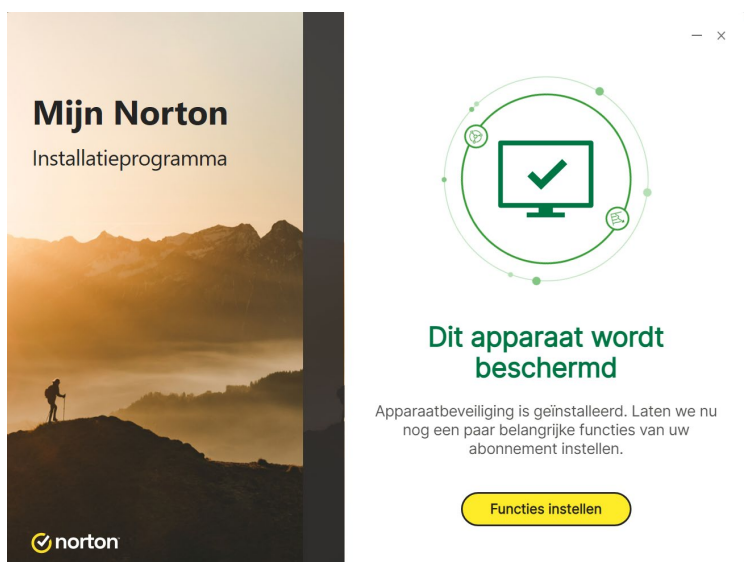 Mijn Norton
Installatieprogramma
norton
Dit apparaat wordt
beschermd
Apparaatbeveiliging is geïnstalleerd. Laten we nu
nog een paar belangrijke functies van uw
abonnement instellen.
Functies instellen